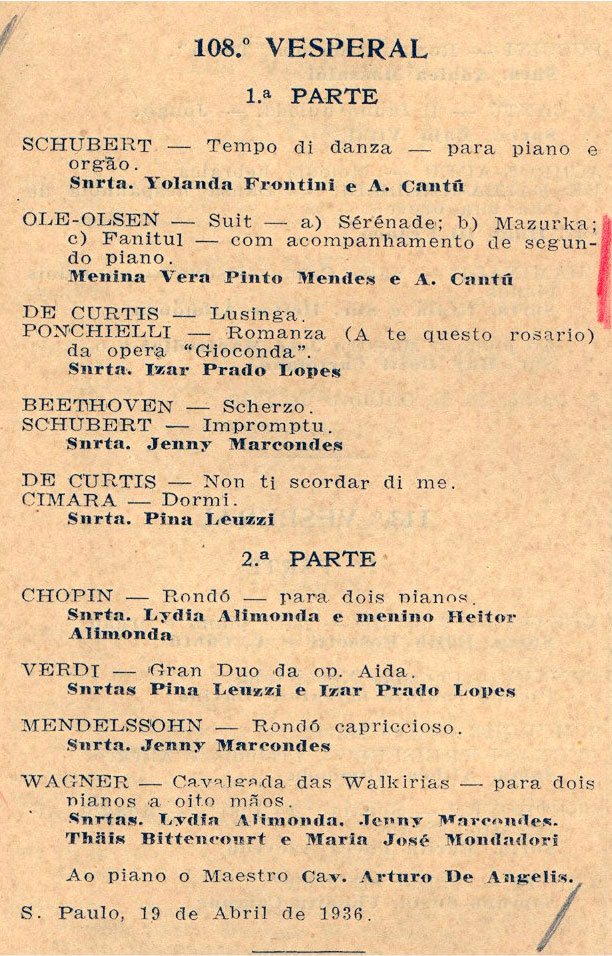 108.º VESPERAL
1.ª PARTE
SCHUBERT — Tempo di danza — para piano e
orgão.
Snrta. Yolanda Frontini e A. Cantú
OLE-OLSEN — Suit — a) Sérénade; b) Mazurka;
c) Fanitul — com acompanhamento de segun-
do piano.
Menina Vera Pinto Mendes e A. Cantú
DE CURTIS — Lusinga.
PONCHIELLI — Romanza (A te questo rosario)
da opera “Gioconda”.
Snrta. Izar Prado Lopes
BEETHOVEN — Scherzo.
SCHUBERT — Impromptu.
Snrta. Jenny Marcondes
DE CURTIS — Non ti scordar di me.
CIMARA — Dormi.
Snrta. Pina Leuzzi
2.ª PARTE
CHOPIN — Rondó — para dois pianos.
Snrta. Lydia Alimonda e menino Heitor
Alimonda
VERDI — Gran Duo da op. Aida.
Snrtas Pina Leuzzi e Izar Prado Lopes
MENDELSSOHN — Rondó capriccioso.
Snrta. Jenny Marcondes
WAGNER — Cavalgada das Walkirias — para dois
pianos a oito mãos.
Snrtas. Lydia Alimonda. Jenny Marcondes.
Thäis Bittencourt e Maria José Mondadori
Ao piano o Maestro Cav. Arturo De Angelis.
S. Paulo, 19 de Abril de 1936.